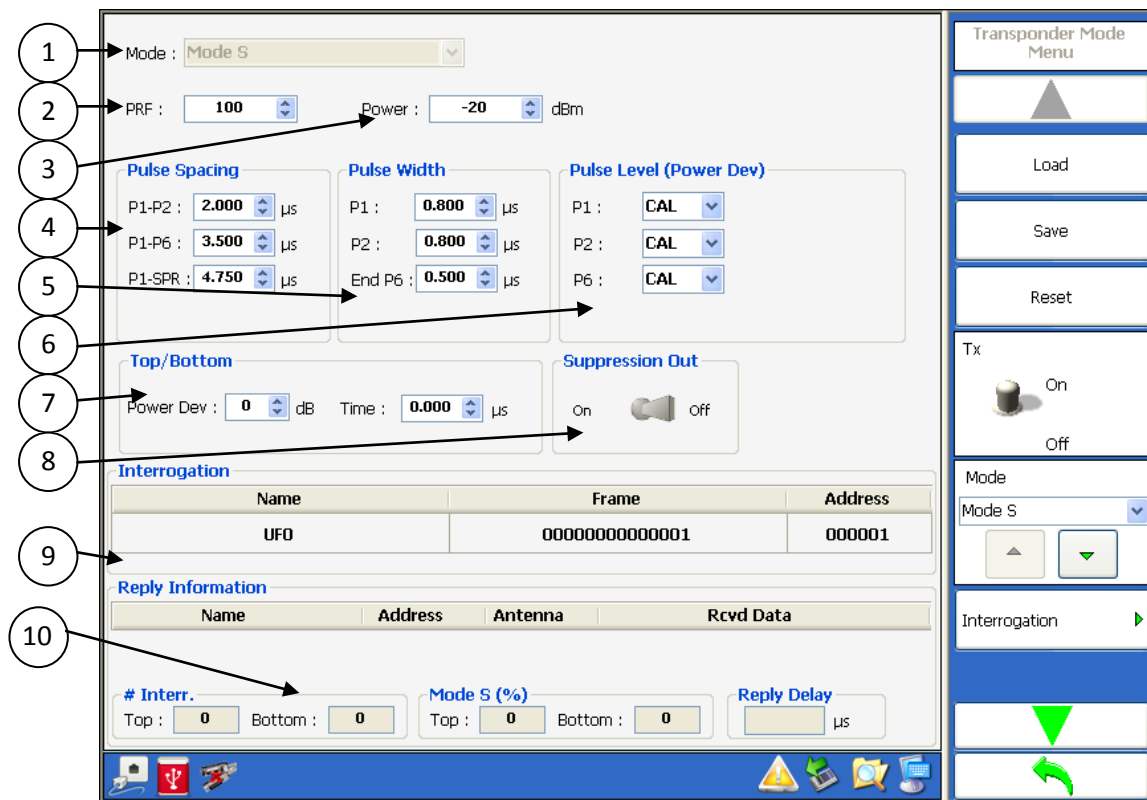 1
2
3
4
5
6
7
8
9
10
Mode : Mode S
PRF : 100 Power : -20 dBm
Pulse Spacing
P1-P2 : 2.000 µs
P1-P6 : 3.500 µs
P1-SPR : 4.750 µs
Pulse Width
P1 : 0.800 µs
P2 : 0.800 µs
End P6 : 0.500 µs
Pulse Level (Power Dev)
P1 : CAL
P2 : CAL
P6 : CAL
Top/Bottom
Power Dev : 0 dB Time : 0.000 µs
Suppression Out
On Off
Interrogation
Name Frame Address
UF0 00000000000001 000001
Reply Information
Name Address Antenna Rcvd Data
# Interr.
Top : 0 Bottom : 0
Mode S (%)
Top : 0 Bottom : 0
Reply Delay
µs
Transponder Mode
Menu
Load
Save
Reset
Tx
On
Off
Mode
Mode S
Interrogation